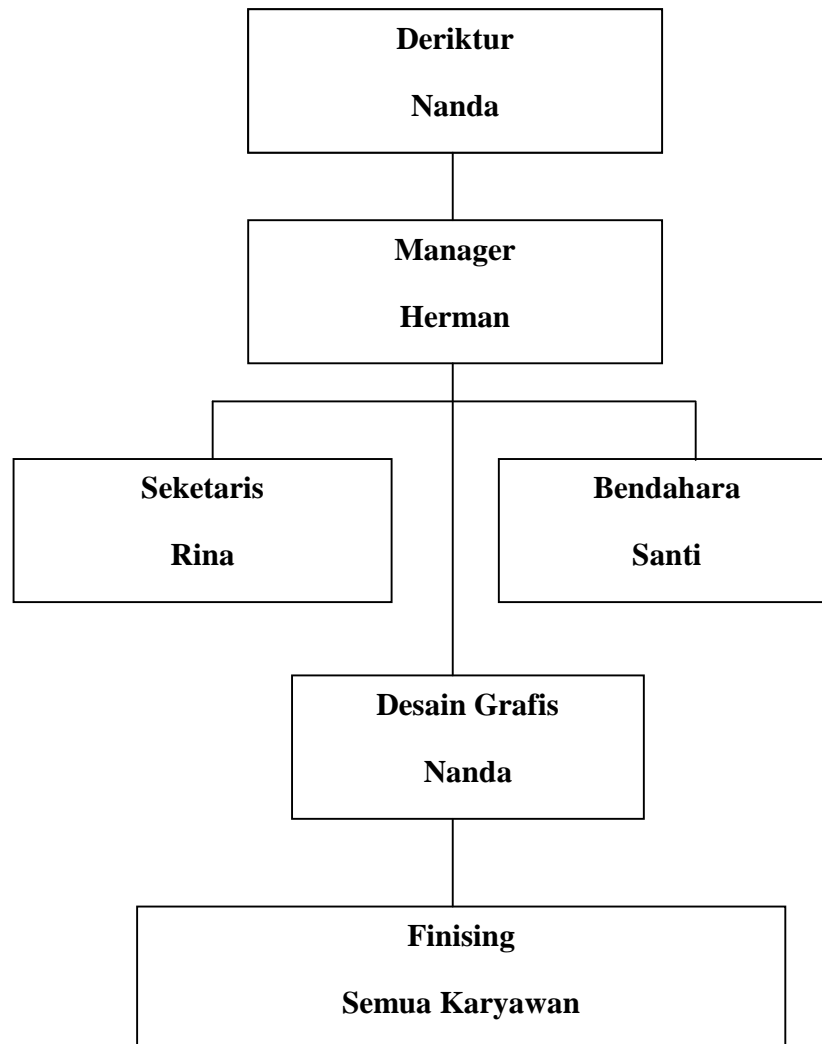 Deriktur
Nanda
Manager
Herman
Seketaris
Rina
Bendahara
Santi
Desain Grafis
Nanda
Finising
Semua Karyawan